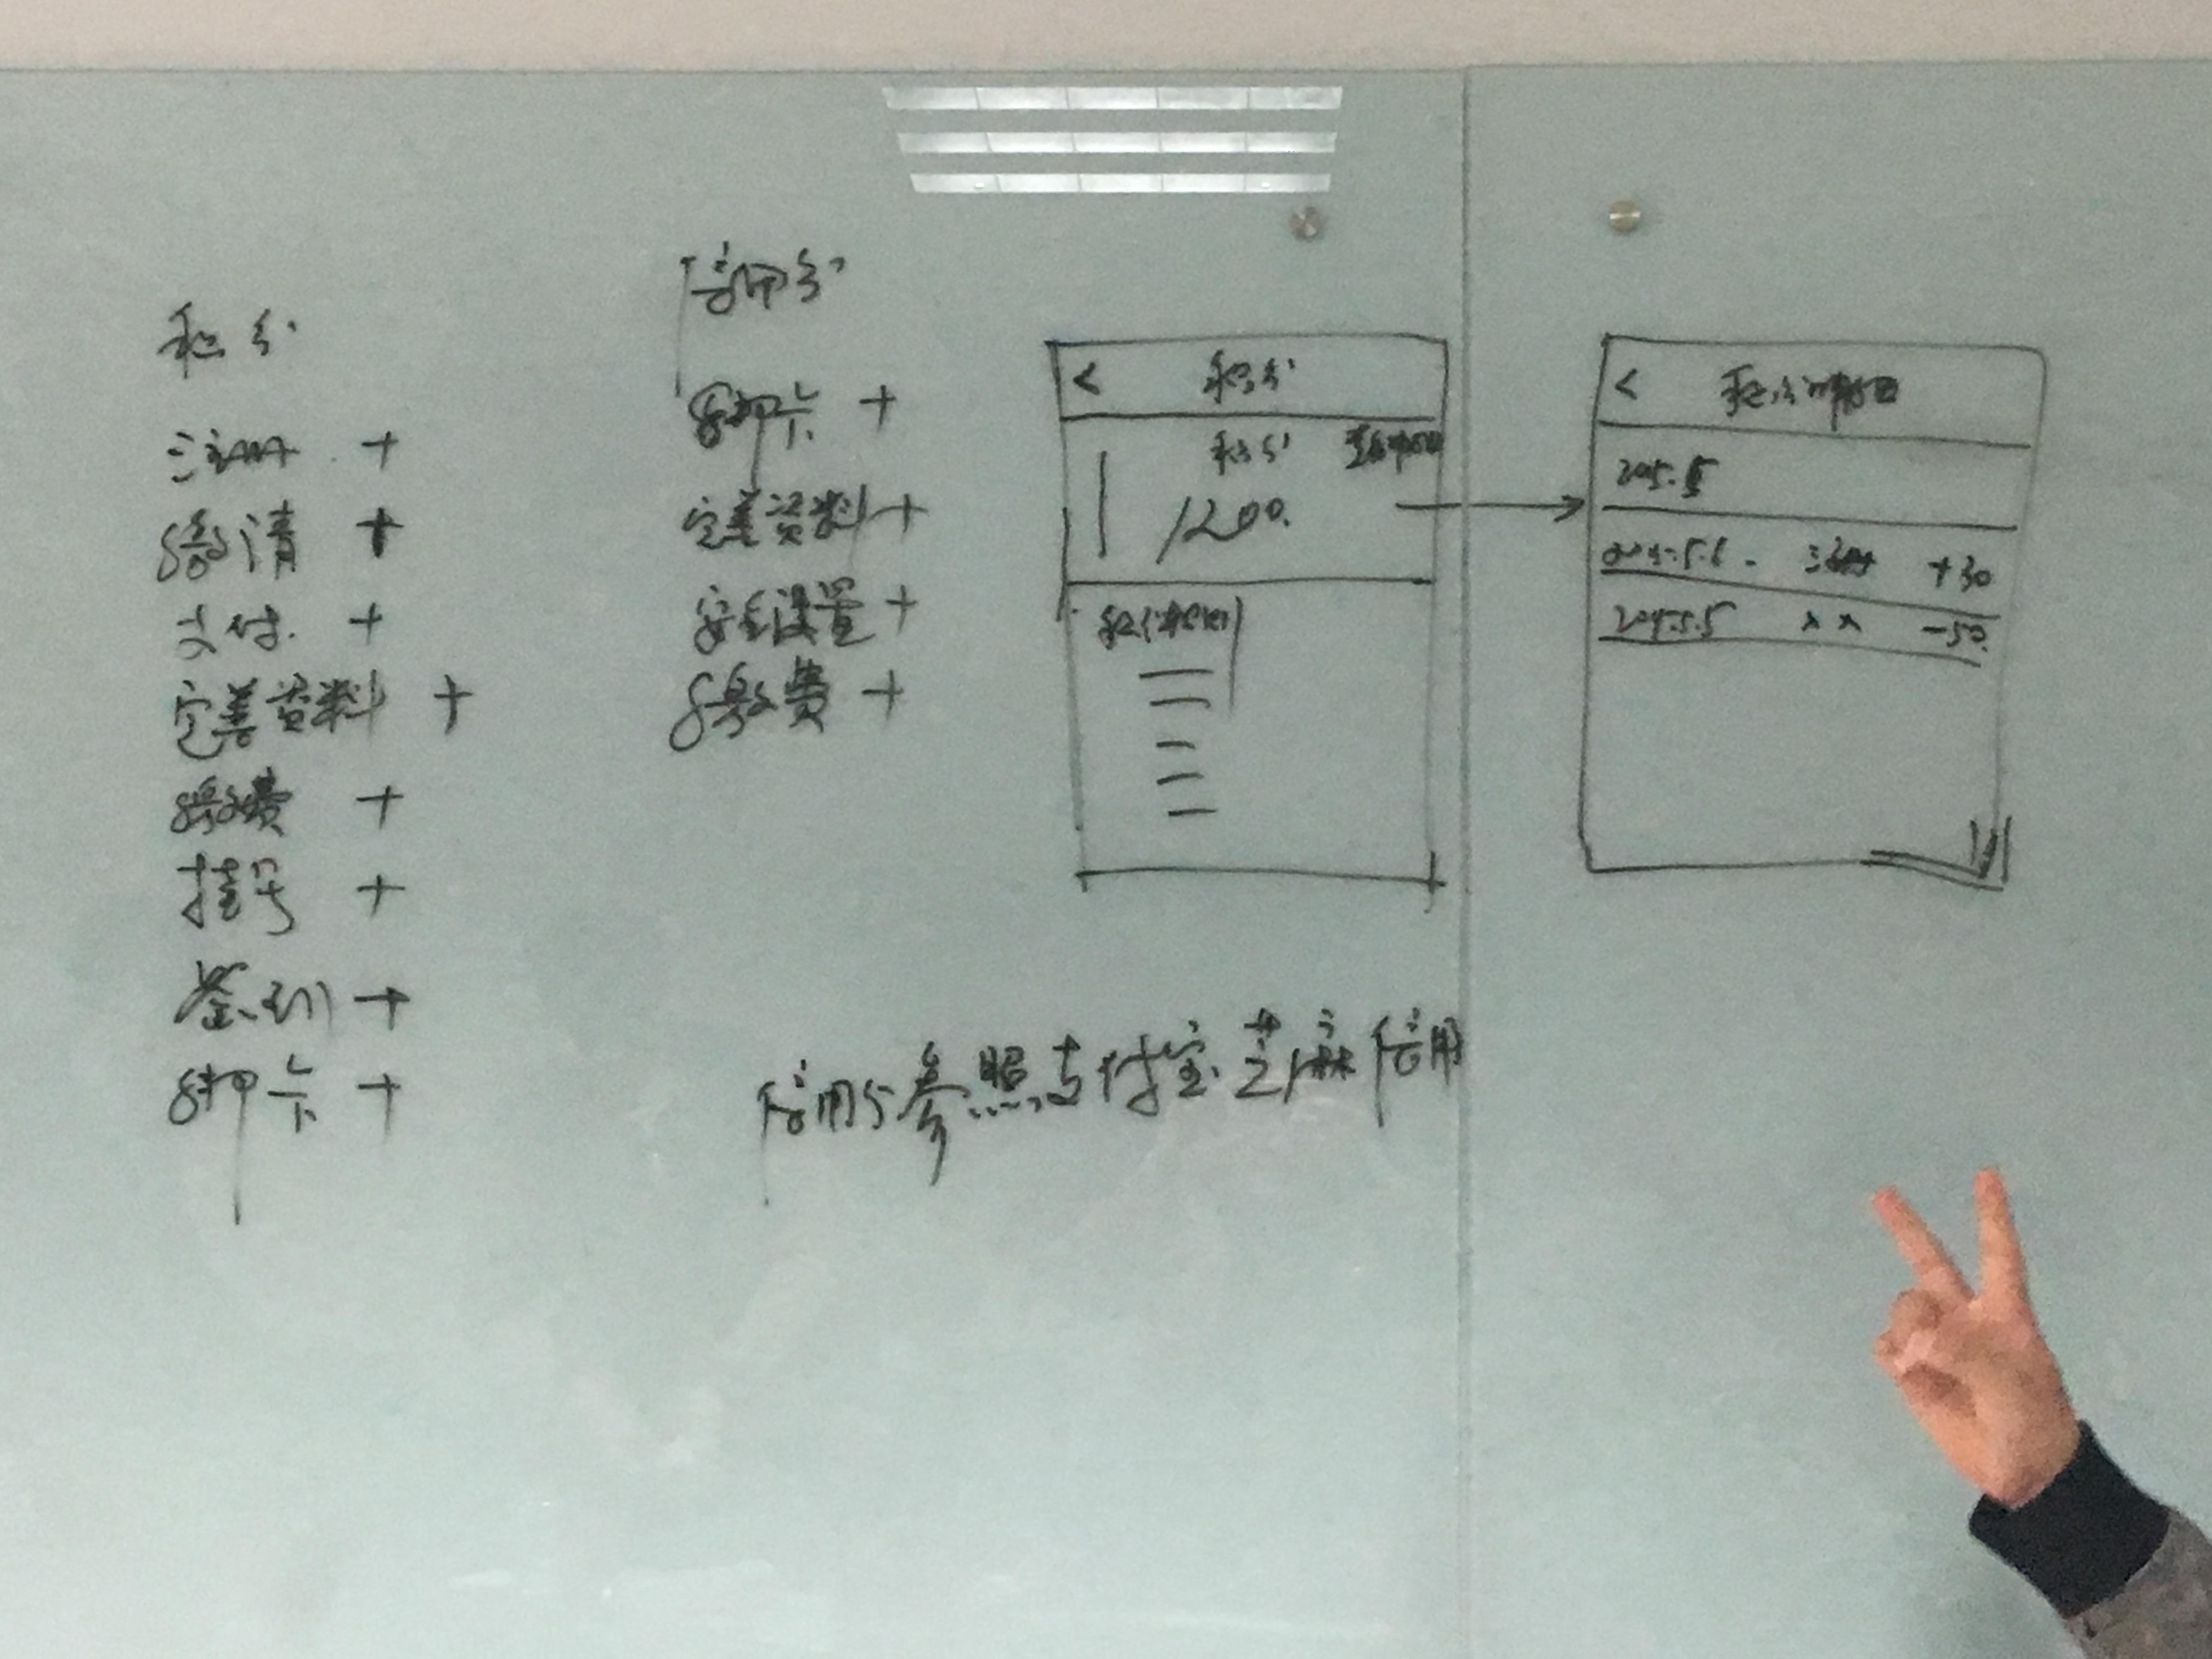 积分
注册 +
邀请 +
支付 +
完善资料 +
缴费 +
挂号 +
签到 +
绑卡 +
信用分
绑卡 +
完善资料 +
安全设置 +
缴费 +
< 积分
积分
1200.
积分规则
< 积分明细
2015.5
2015.5.6. 注册 +30
2015.5.5 x x -50.
信用分参照支付宝芝麻信用